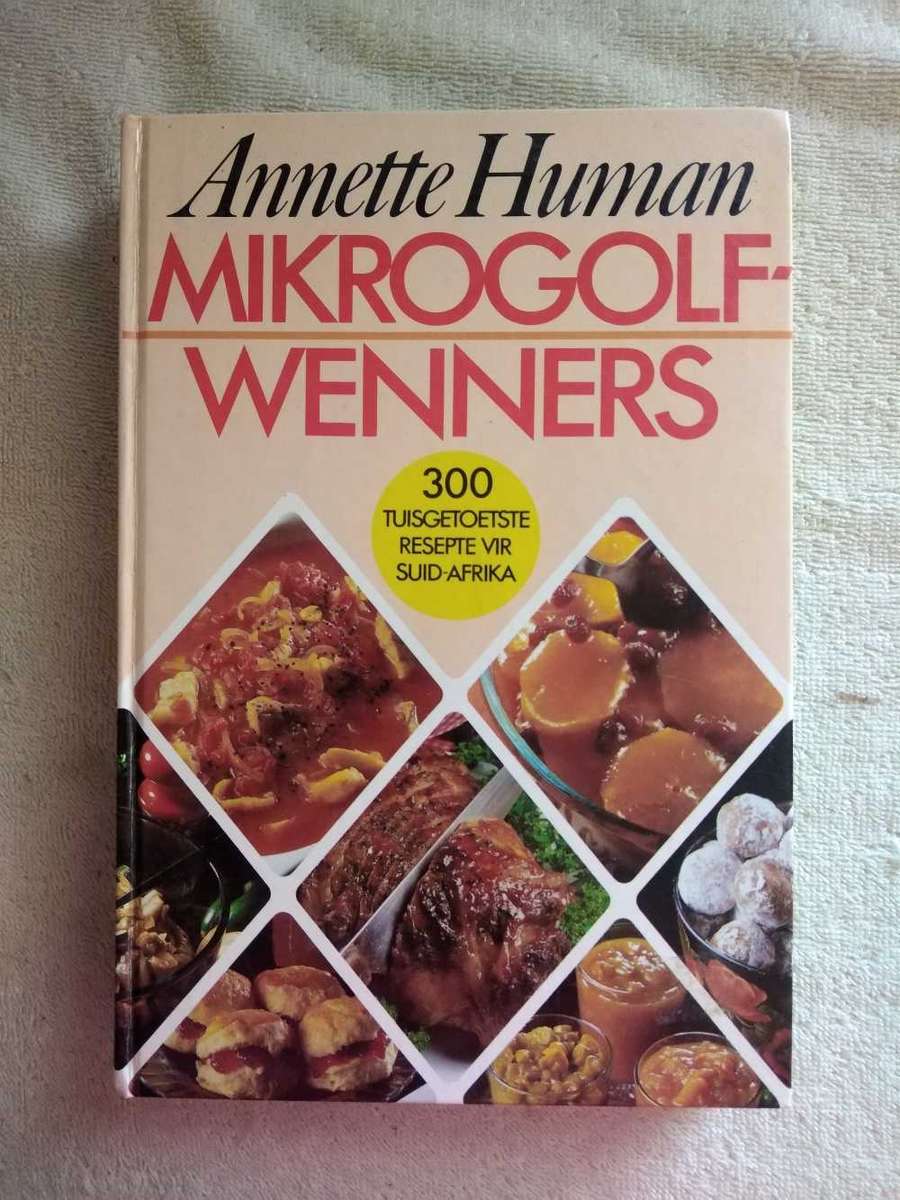 Annette Human
MIKROGOLF-
WENNERS
300
TUISGETOETSTE
RESEPTE VIR
SUID-AFRIKA